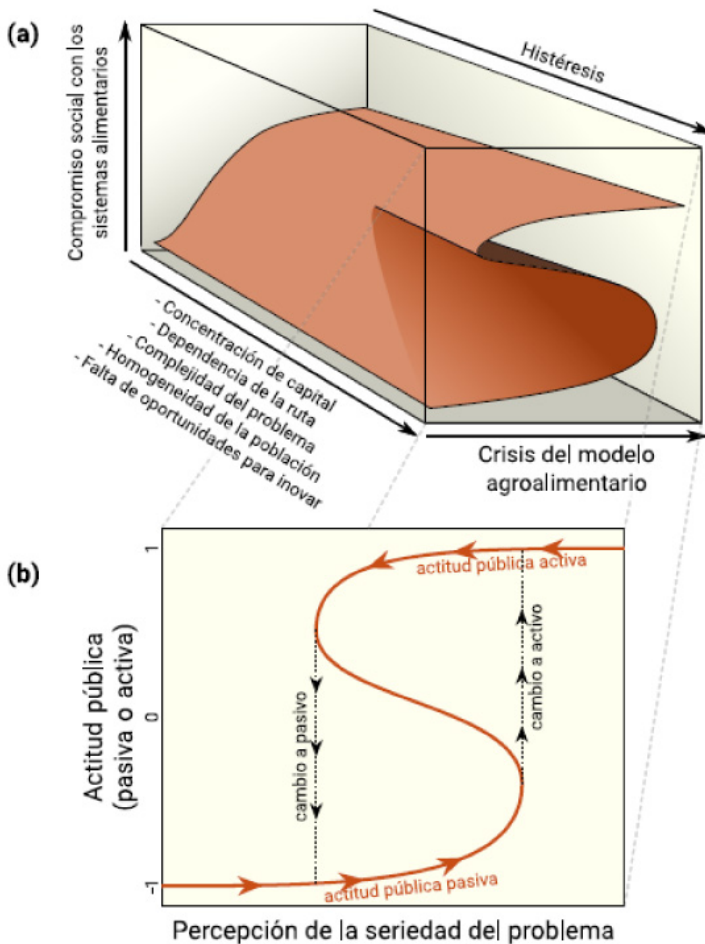 (a)
Compromiso social con los
sistemas alimentarios
Histéresis
- Concentración de capital
- Dependencia de la ruta
- Complejidad del problema
- Homogeneidad de la población
- Falta de oportunidades para inovar
Crisis del modelo
agroalimentario
(b)
Actitud pública
(pasiva o activa)
1
0
-1
actitud pública activa
cambio a pasivo
cambio a activo
actitud pública pasiva
Percepción de la seriedad del problema